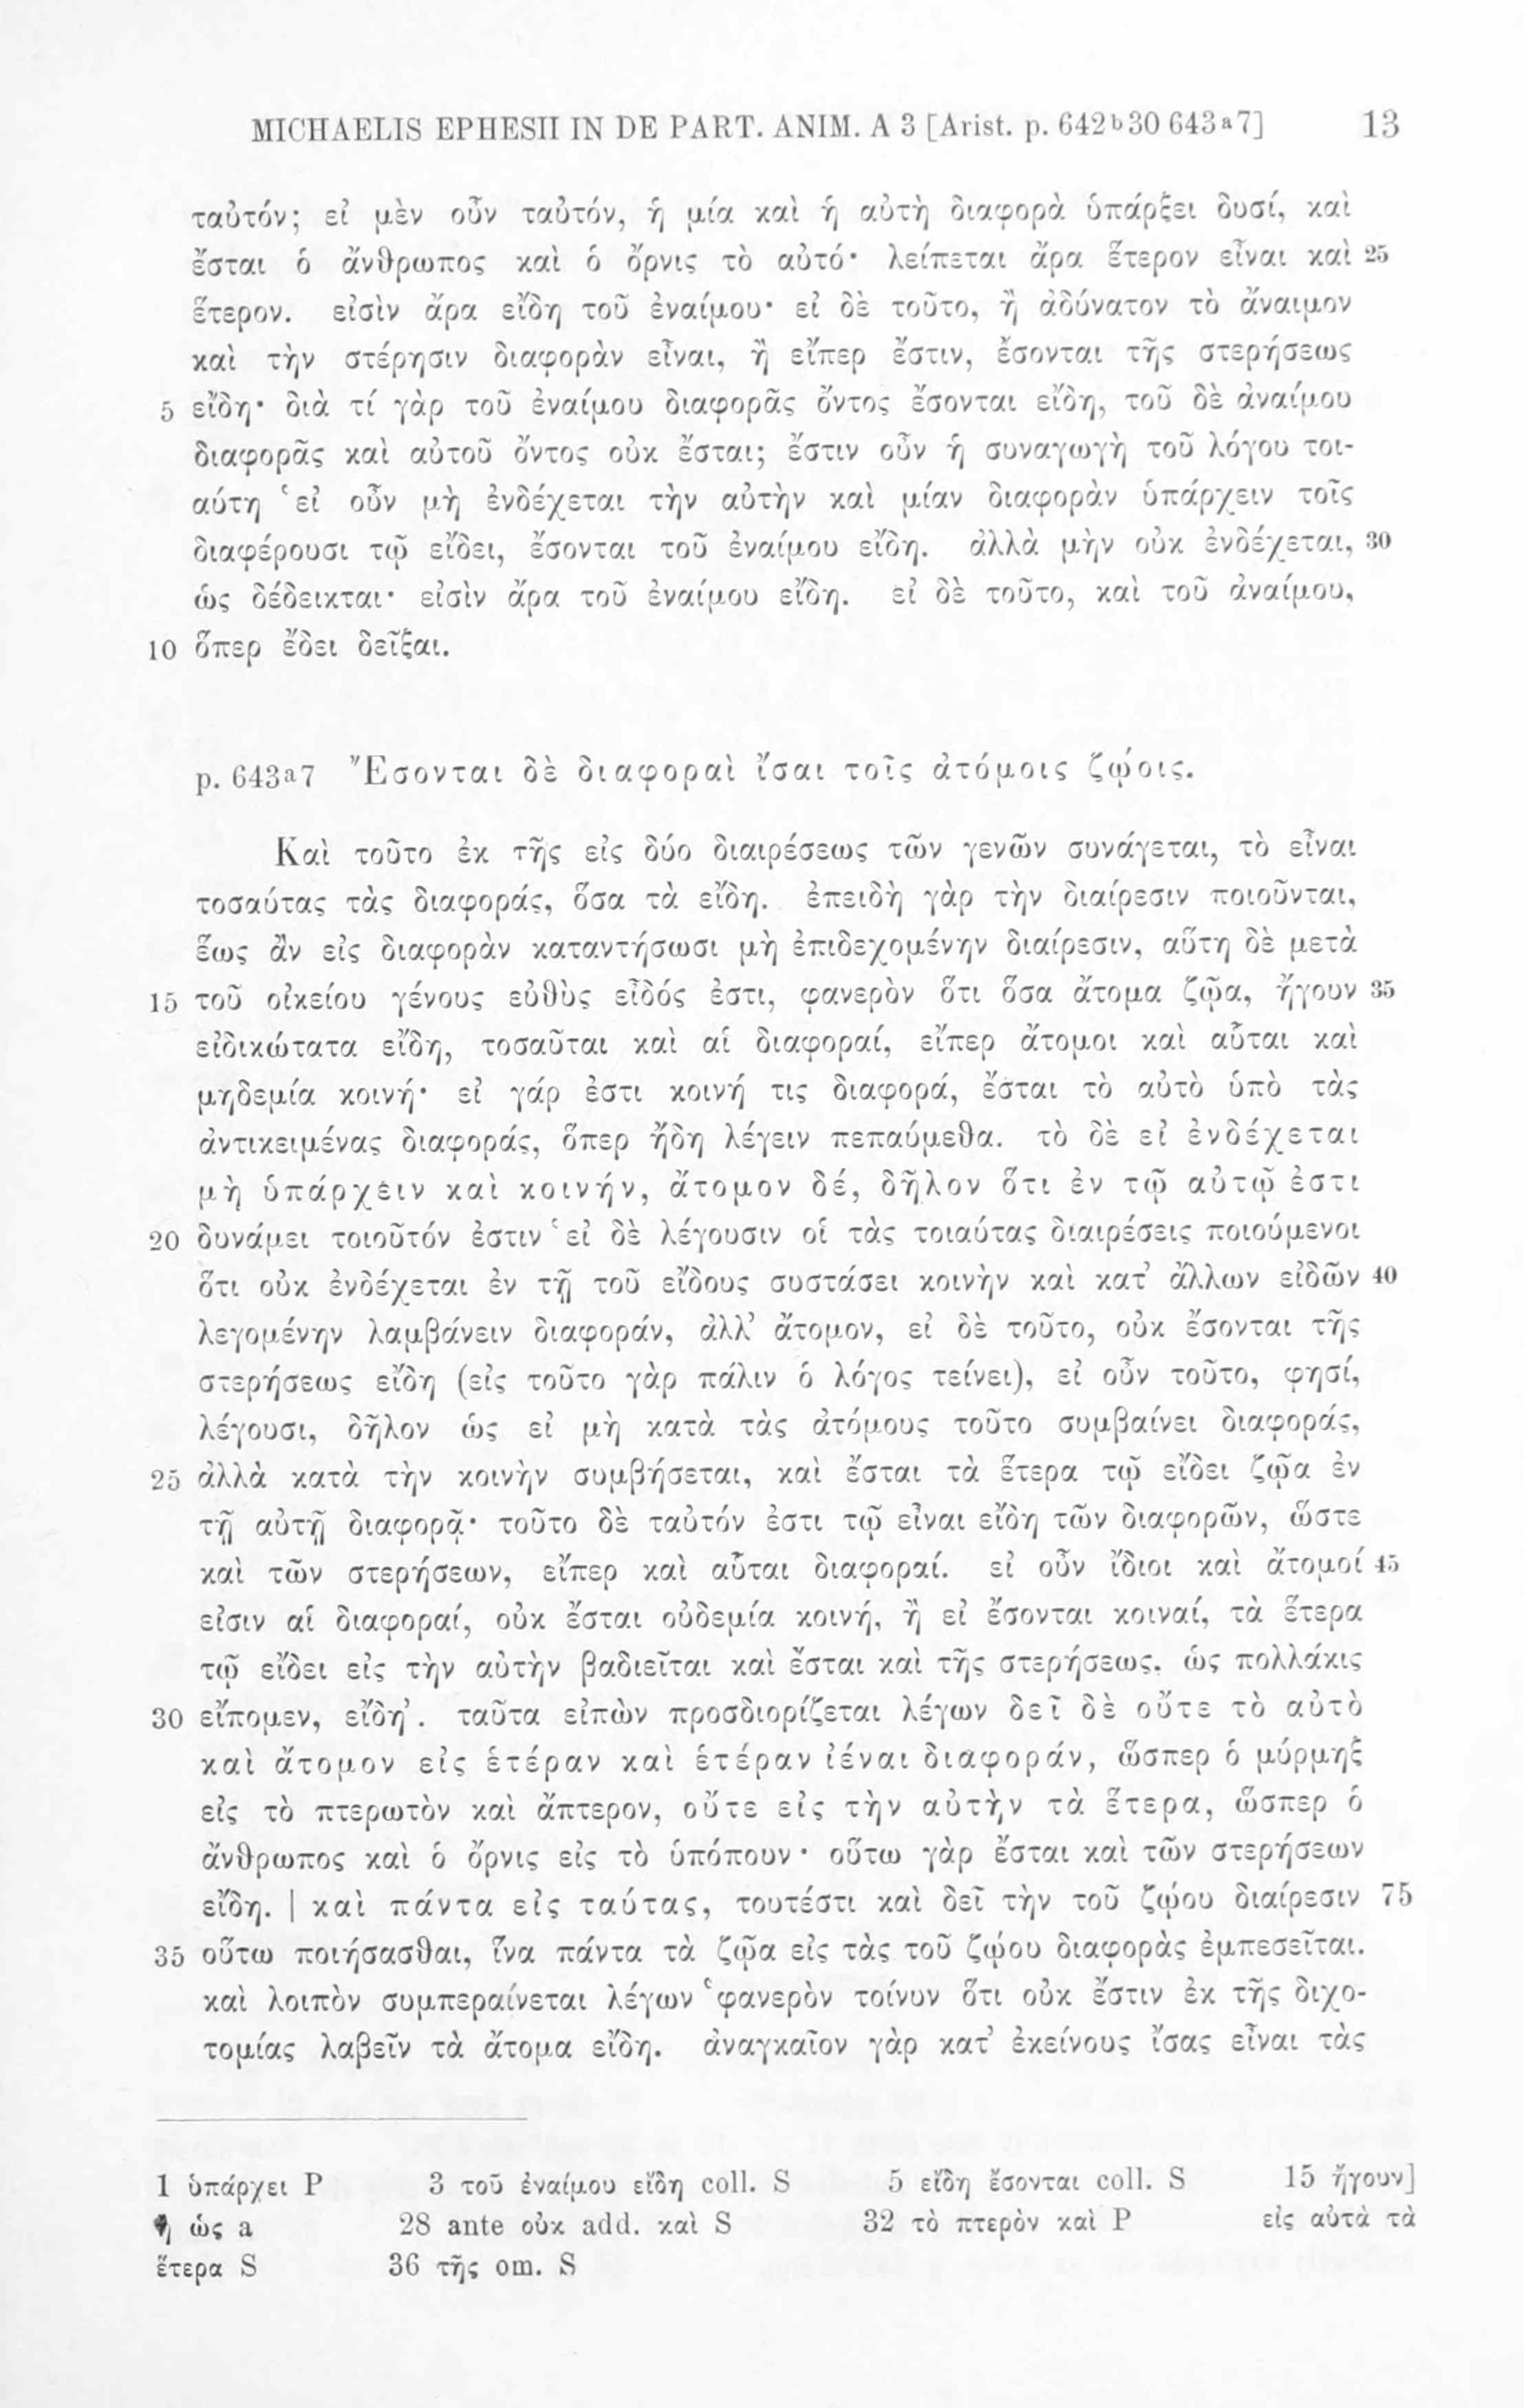 MICHAELIS EPHESII IN DE PART. ANIM. A 3 [Arist. p. 642ᵇ30 643ᵃ7] 13
ταὐτόν; εἰ μὲν οὖν ταὐτόν, ἡ μία καὶ ἡ αὐτὴ διαφορὰ ὑπάρξει δυσί, καὶ
ἔσται ὁ ἄνθρωπος καὶ ὁ ὄρνις τὸ αὐτό· λείπεται ἄρα ἕτερον εἶναι καὶ 25
ἕτερον. εἰσὶν ἄρα εἴδη τοῦ ἐναίμου· εἰ δὲ τοῦτο, ἢ ἀδύνατον τὸ ἄναιμον
καὶ τὴν στέρησιν διαφορὰν εἶναι, ἢ εἴπερ ἔστιν, ἔσονται τῆς στερήσεως
5 εἴδη· διὰ τί γὰρ τοῦ ἐναίμου διαφορᾶς ὄντος ἔσονται εἴδη, τοῦ δὲ ἀναίμου
διαφορᾶς καὶ αὐτοῦ ὄντος οὐκ ἔσται; ἔστιν οὖν ἡ συναγωγὴ τοῦ λόγου τοι-
αύτη ‘εἰ οὖν μὴ ἐνδέχεται τὴν αὐτὴν καὶ μίαν διαφορὰν ὑπάρχειν τοῖς
διαφέρουσι τῷ εἴδει, ἔσονται τοῦ ἐναίμου εἴδη. ἀλλὰ μὴν οὐκ ἐνδέχεται, 30
ὡς δέδεικται· εἰσὶν ἄρα τοῦ ἐναίμου εἴδη. εἰ δὲ τοῦτο, καὶ τοῦ ἀναίμου,
10 ὅπερ ἔδει δεῖξαι.
p. 643ᵃ7 Ἔσονται δὲ διαφοραὶ ἴσαι τοῖς ἀτόμοις ζῴοις.
Καὶ τοῦτο ἐκ τῆς εἰς δύο διαιρέσεως τῶν γενῶν συνάγεται, τὸ εἶναι
τοσαύτας τὰς διαφοράς, ὅσα τὰ εἴδη. ἐπειδὴ γὰρ τὴν διαίρεσιν ποιοῦνται,
ἕως ἂν εἰς διαφορὰν καταντήσωσι μὴ ἐπιδεχομένην διαίρεσιν, αὕτη δὲ μετὰ
15 τοῦ οἰκείου γένους εὐθὺς εἶδός ἐστι, φανερὸν ὅτι ὅσα ἄτομα ζῷα, ἤγουν 35
εἰδικώτατα εἴδη, τοσαῦται καὶ αἱ διαφοραί, εἴπερ ἄτομοι καὶ αὗται καὶ
μηδεμία κοινή· εἰ γάρ ἐστι κοινή τις διαφορά, ἔσται τὸ αὐτὸ ὑπὸ τὰς
ἀντικειμένας διαφοράς, ὅπερ ἤδη λέγειν πεπαύμεθα. τὸ δὲ εἰ ἐνδέχεται
μὴ ὑπάρχειν καὶ κοινήν, ἄτομον δέ, δῆλον ὅτι ἐν τῷ αὐτῷ ἐστι
20 δυνάμει τοιοῦτόν ἐστιν ‘εἰ δὲ λέγουσιν οἱ τὰς τοιαύτας διαιρέσεις ποιούμενοι
ὅτι οὐκ ἐνδέχεται ἐν τῇ τοῦ εἴδους συστάσει κοινὴν καὶ κατ’ ἄλλων εἰδῶν 40
λεγομένην λαμβάνειν διαφοράν, ἀλλ’ ἄτομον, εἰ δὲ τοῦτο, οὐκ ἔσονται τῆς
στερήσεως εἴδη (εἰς τοῦτο γὰρ πάλιν ὁ λόγος τείνει), εἰ οὖν τοῦτο, φησί,
λέγουσι, δῆλον ὡς εἰ μὴ κατὰ τὰς ἀτόμους τοῦτο συμβαίνει διαφοράς,
25 ἀλλὰ κατὰ τὴν κοινὴν συμβήσεται, καὶ ἔσται τὰ ἕτερα τῷ εἴδει ζῷα ἐν
τῇ αὐτῇ διαφορᾷ· τοῦτο δὲ ταὐτόν ἐστι τῷ εἶναι εἴδη τῶν διαφορῶν, ὥστε
καὶ τῶν στερήσεων, εἴπερ καὶ αὗται διαφοραί. εἰ οὖν ἴδιοι καὶ ἄτομοί 45
εἰσιν αἱ διαφοραί, οὐκ ἔσται οὐδεμία κοινή, ἢ εἰ ἔσονται κοιναί, τὰ ἕτερα
τῷ εἴδει εἰς τὴν αὐτὴν βαδιεῖται καὶ ἔσται καὶ τῆς στερήσεως, ὡς πολλάκις
30 εἴπομεν, εἴδη’. ταῦτα εἰπὼν προσδιορίζεται λέγων δεῖ δὲ οὔτε τὸ αὐτὸ
καὶ ἄτομον εἰς ἑτέραν καὶ ἑτέραν ἰέναι διαφοράν, ὥσπερ ὁ μύρμηξ
εἰς τὸ πτερωτὸν καὶ ἄπτερον, οὔτε εἰς τὴν αὐτὴν τὰ ἕτερα, ὥσπερ ὁ
ἄνθρωπος καὶ ὁ ὄρνις εἰς τὸ ὑπόπουν· οὕτω γὰρ ἔσται καὶ τῶν στερήσεων
εἴδη. | καὶ πάντα εἰς ταύτας, τουτέστι καὶ δεῖ τὴν τοῦ ζῴου διαίρεσιν 75
35 οὕτω ποιήσασθαι, ἵνα πάντα τὰ ζῷα εἰς τὰς τοῦ ζῴου διαφορὰς ἐμπεσεῖται.
καὶ λοιπὸν συμπεραίνεται λέγων ‘φανερὸν τοίνυν ὅτι οὐκ ἔστιν ἐκ τῆς διχο-
τομίας λαβεῖν τὰ ἄτομα εἴδη. ἀναγκαῖον γὰρ κατ’ ἐκείνους ἴσας εἶναι τὰς
1 ὑπάρχει P 3 τοῦ ἐναίμου εἴδη coll. S 5 εἴδη ἔσονται coll. S 15 ἤγουν]
ἢ ὡς a 28 ante οὐκ add. καὶ S 32 τὸ πτερὸν καὶ P εἰς αὐτὰ τὰ
ἕτερα S 36 τῆς om. S